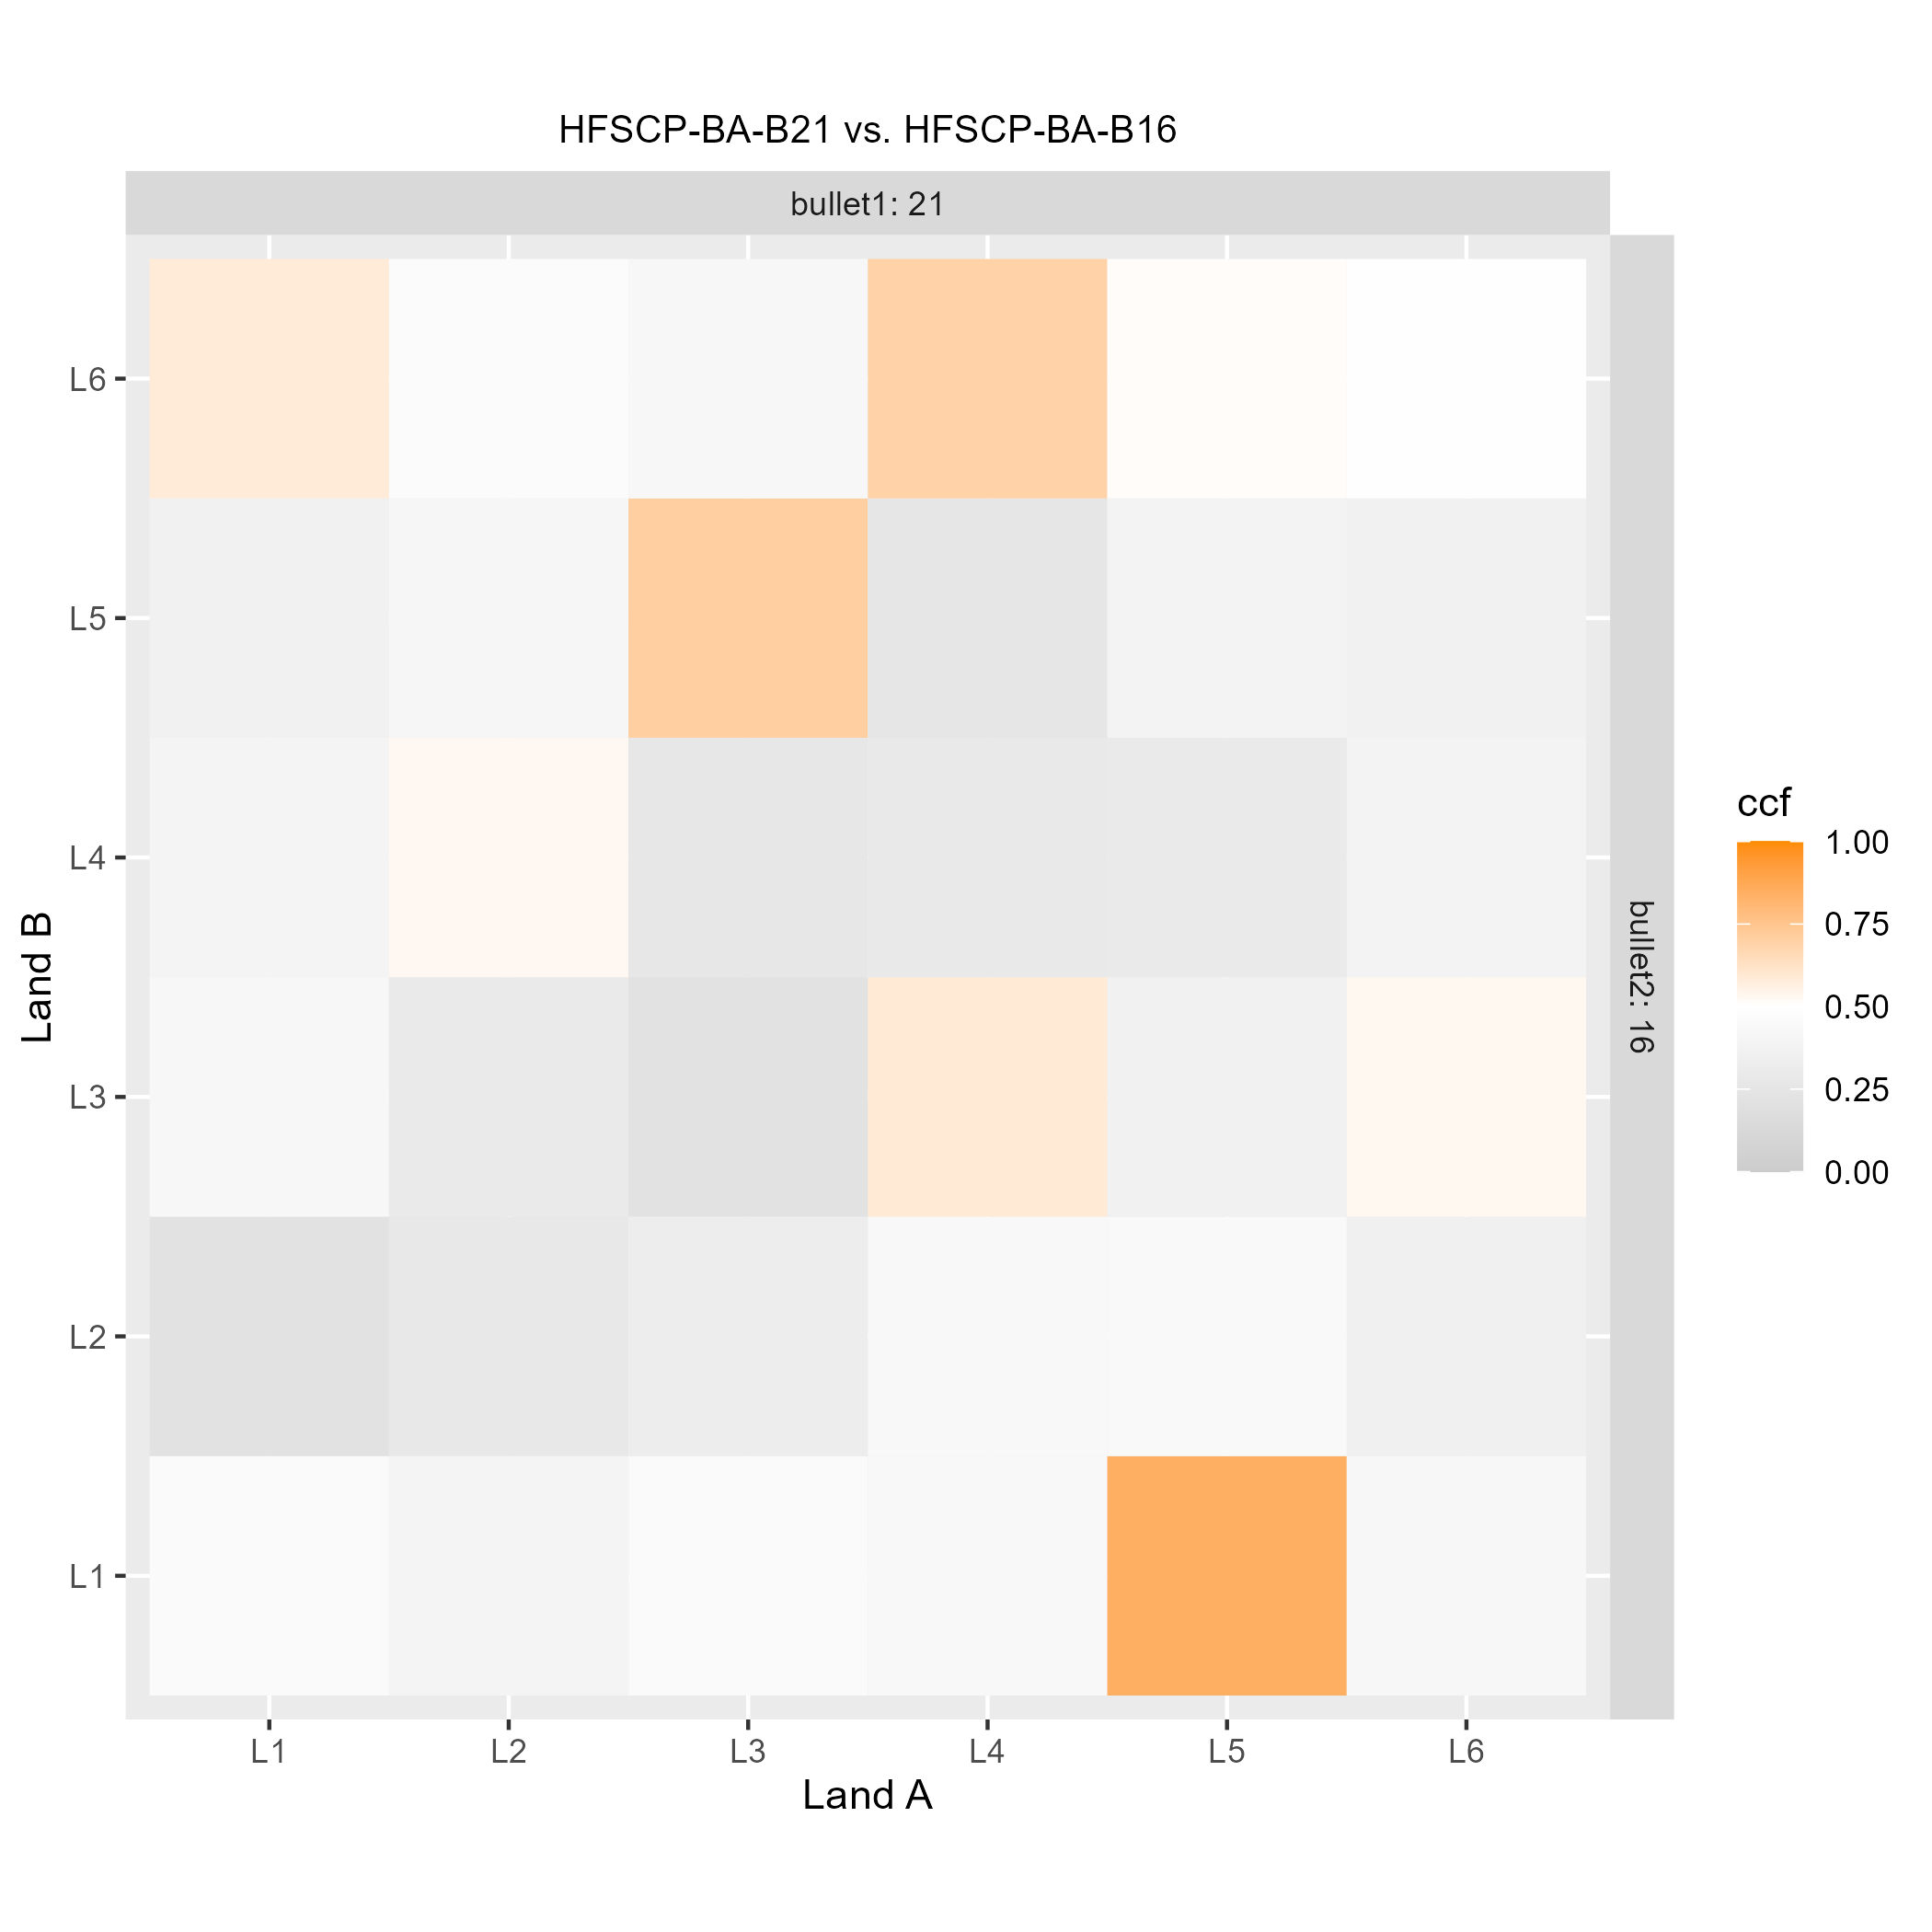 HFSCP-BA-B21 vs. HFSCP-BA-B16
bullet1: 21
L6
L5
L4
L3
L2
L1
Land B
bullet2: 16
L1 L2 L3 L4 L5 L6
Land A
ccf
1.00
0.75
0.50
0.25
0.00